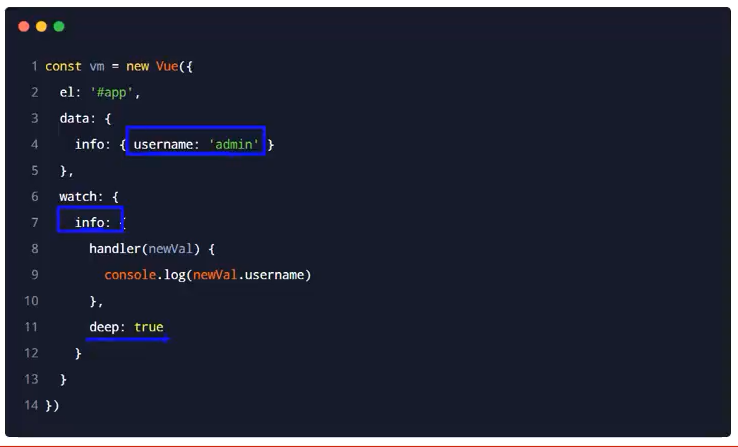 1 const vm = new Vue({
2 el: '#app',
3 data: {
4 info: { username: 'admin' }
5 },
6 watch: {
7 info: {
8 handler(newVal) {
9 console.log(newVal.username)
10 },
11 deep: true
12 }
13 }
14 })